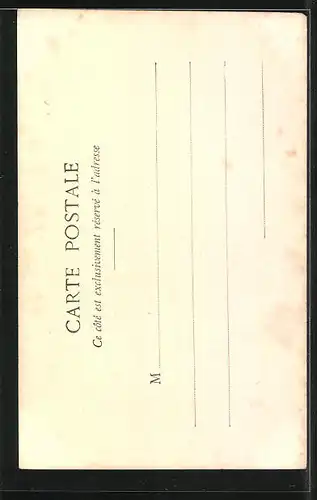 CARTE POSTALE
Ce côté est exclusivement réservé à l'adresse
M